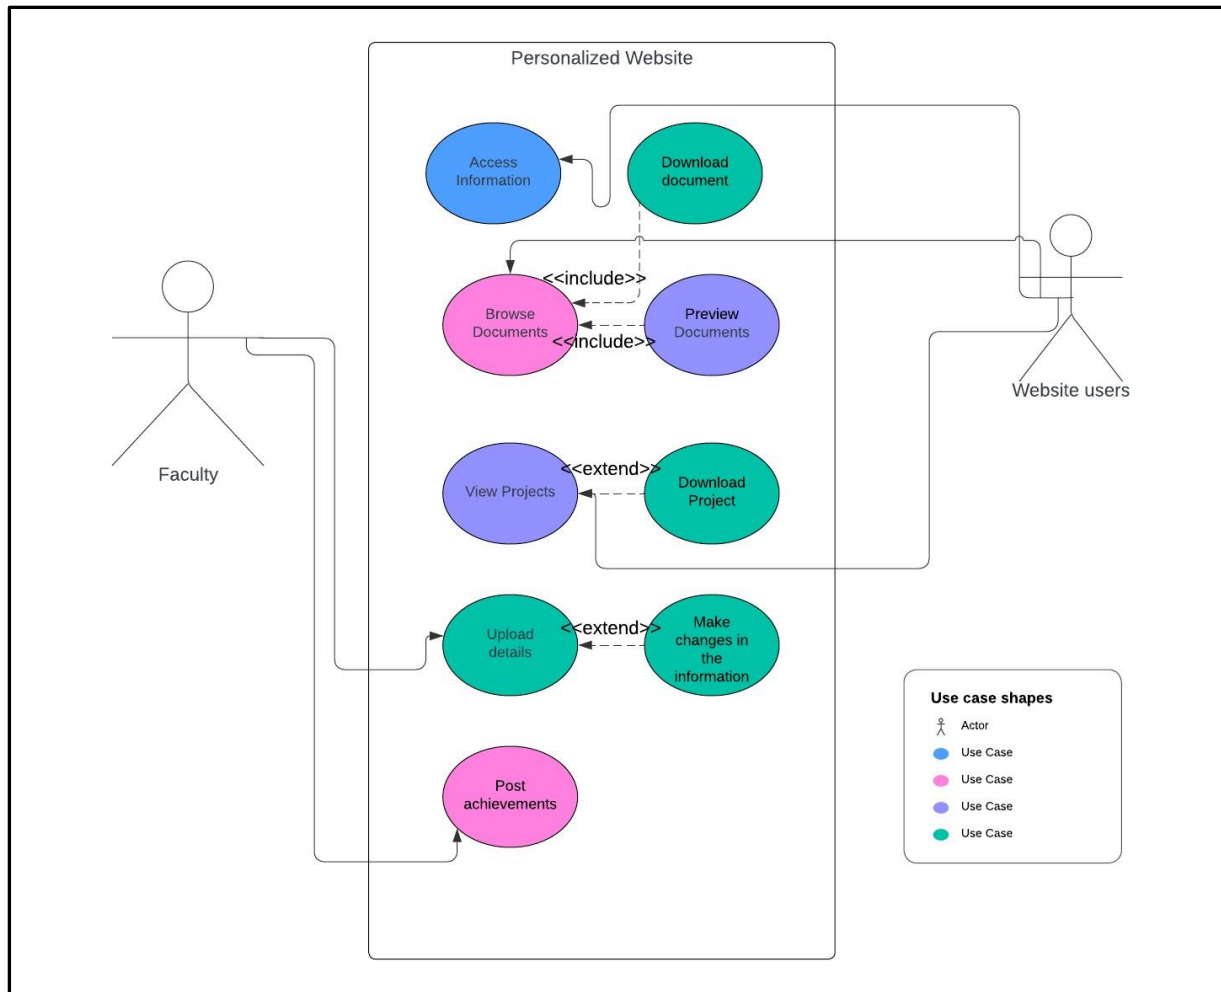 Personalized Website
Access
Information
Download
document
<<include>>
Browse
Documents
Preview
Documents
<<include>>
Website users
Faculty
<<extend>>
View Projects
Download
Project
<<extend>>
Upload
details
Make
changes in
the
information
Post
achievements
Use case shapes
Actor
Use Case
Use Case
Use Case
Use Case